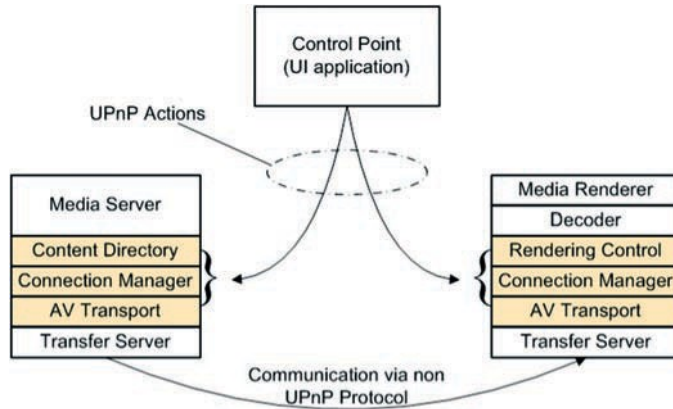 Control Point
(UI application)
UPnP Actions
Media Server
Content Directory
Connection Manager
AV Transport
Transfer Server
Media Renderer
Decoder
Rendering Control
Connection Manager
AV Transport
Transfer Server
Communication via non
UPnP Protocol